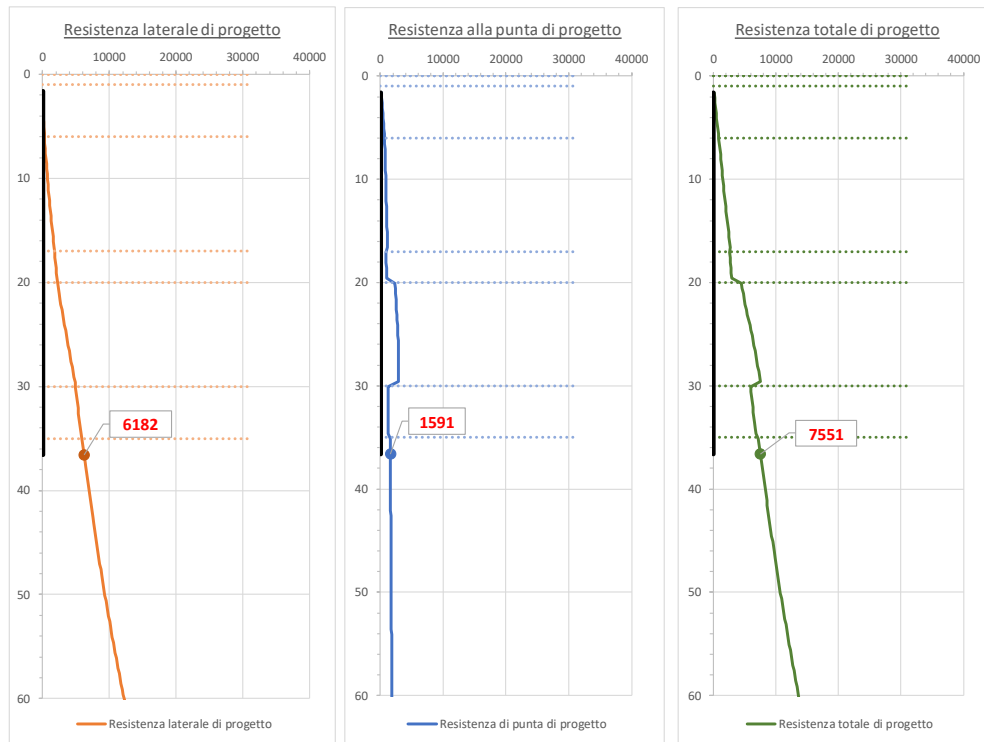 Resistenza laterale di progetto
0 10000 20000 30000 40000
0
10
20
30
40
50
60
6182
Resistenza laterale di progetto
Resistenza alla punta di progetto
0 10000 20000 30000 40000
0
10
20
30
40
50
60
1591
Resistenza di punta di progetto
Resistenza totale di progetto
0 10000 20000 30000 40000
0
10
20
30
40
50
60
7551
Resistenza totale di progetto